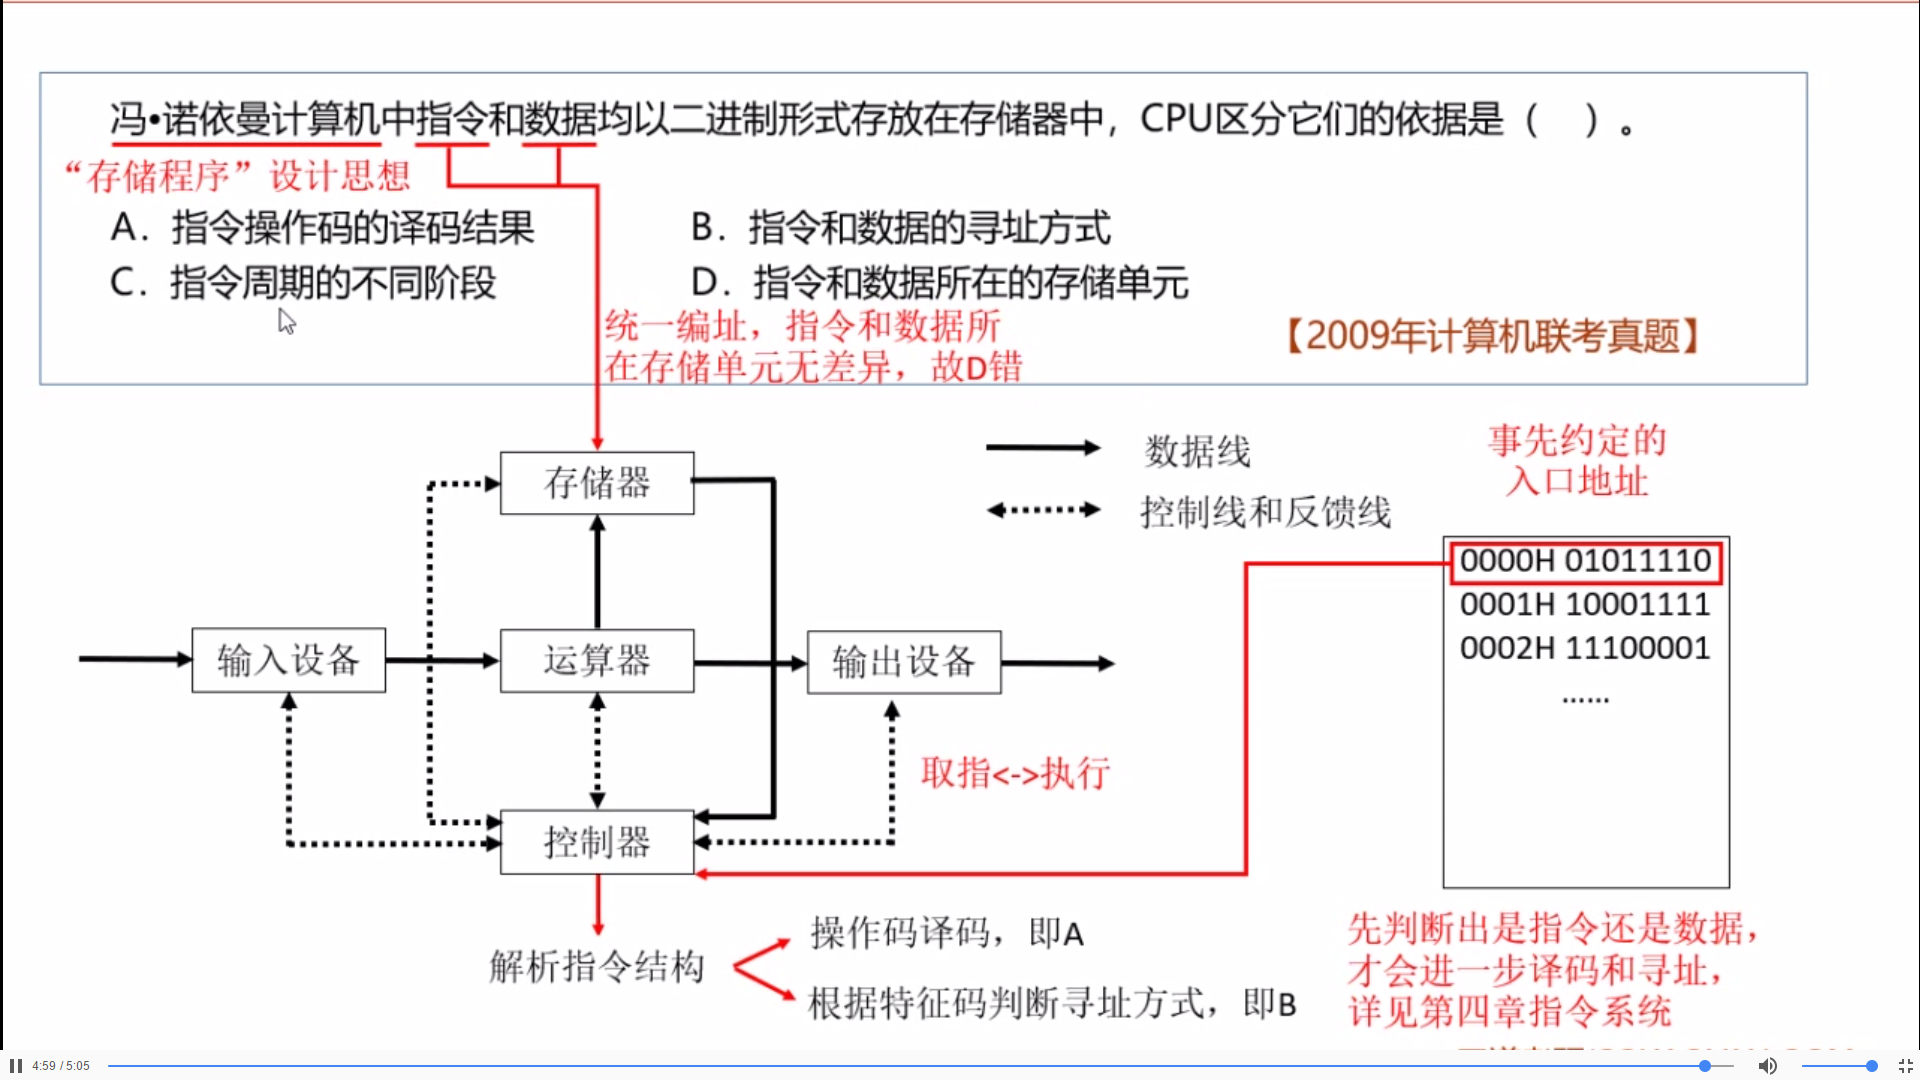 冯•诺依曼计算机中指令和数据均以二进制形式存放在存储器中，CPU区分它们的依据是（　）。
“存储程序”设计思想
A．指令操作码的译码结果
B．指令和数据的寻址方式
C．指令周期的不同阶段
D．指令和数据所在的存储单元
统一编址，指令和数据所
在存储单元无差异，故D错
【2009年计算机联考真题】
存储器
数据线
控制线和反馈线
事先约定的
入口地址
0000H 01011110
0001H 10001111
0002H 11100001
......
输入设备
运算器
输出设备
取指<->执行
控制器
解析指令结构
操作码译码，即A
根据特征码判断寻址方式，即B
先判断出是指令还是数据，
才会进一步译码和寻址，
详见第四章指令系统
4:59 / 5:05